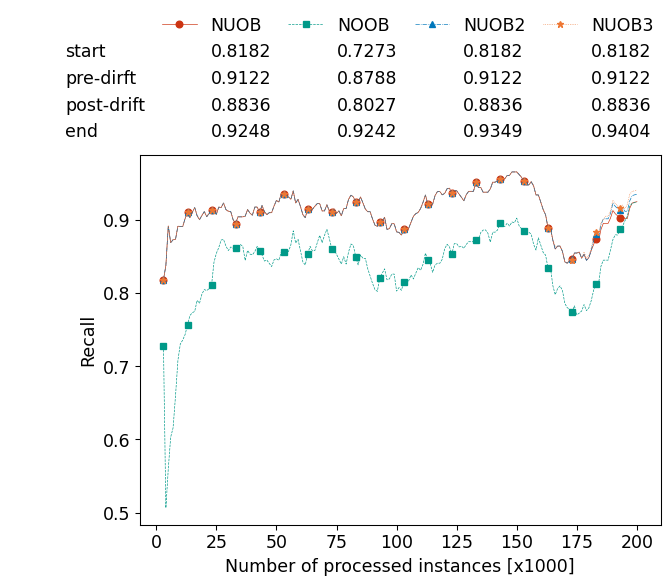 NUOB NOOB NUOB2 NUOB3
start 0.8182 0.7273 0.8182 0.8182
pre-dirft 0.9122 0.8788 0.9122 0.9122
post-drift 0.8836 0.8027 0.8836 0.8836
end 0.9248 0.9242 0.9349 0.9404
0.9
0.8
0.7
0.6
0.5
Recall
0 25 50 75 100 125 150 175 200
Number of processed instances [x1000]